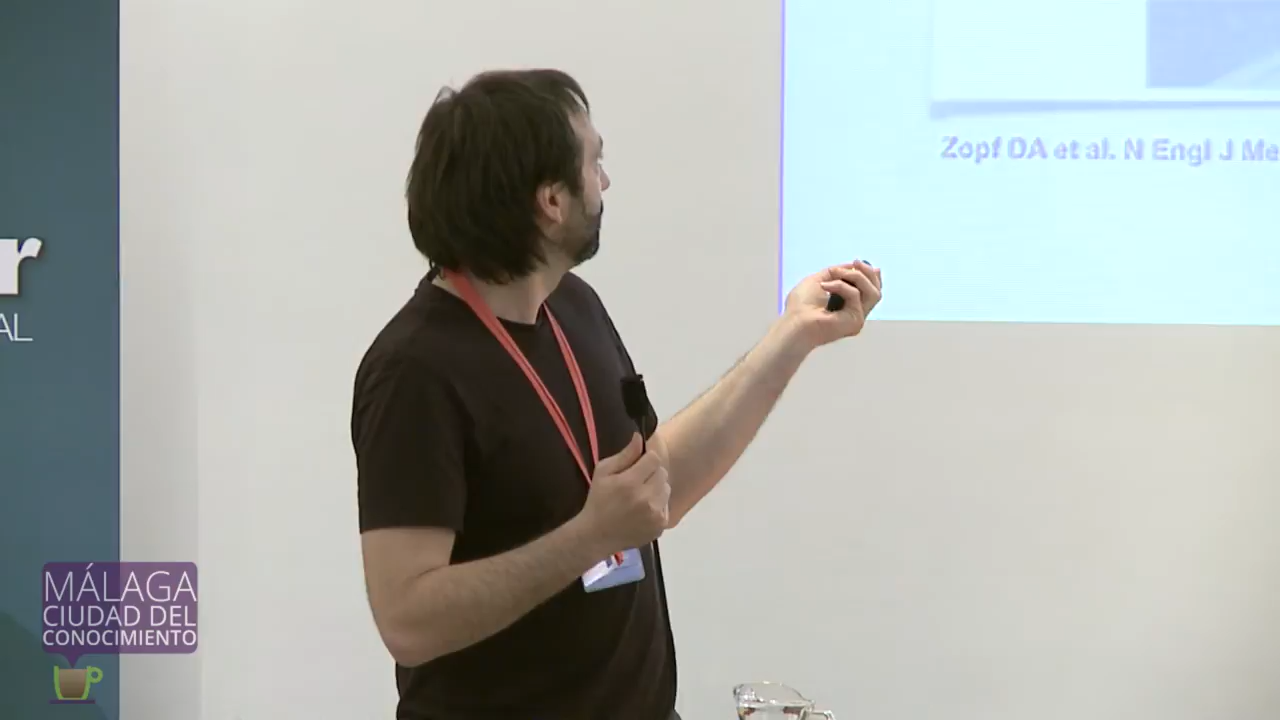 r
AL
Zopf DA et al. N Engl J Me
MÁLAGA
CIUDAD DEL
CONOCIMIENTO